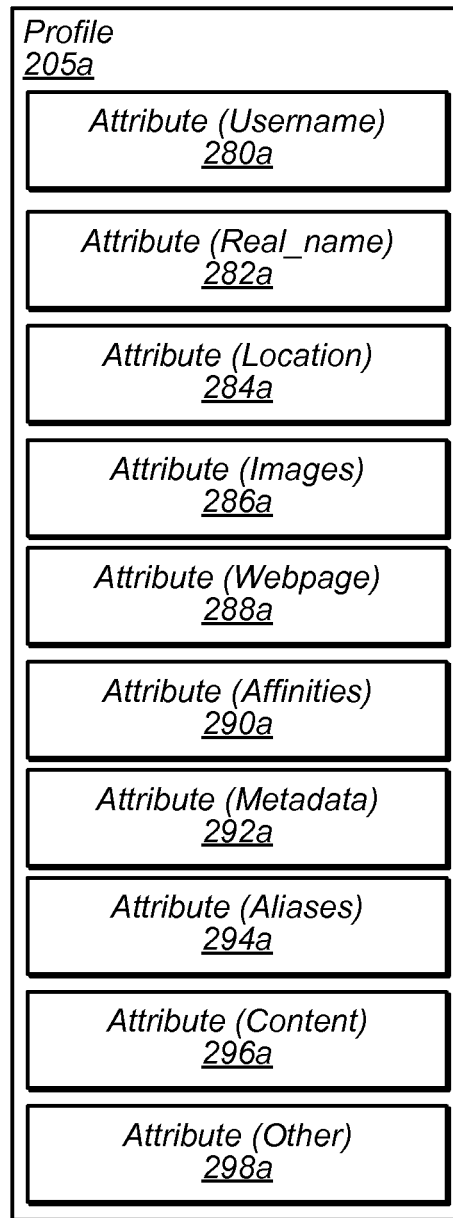 Profile
205a
Attribute (Username)
280a
Attribute (Real_name)
282a
Attribute (Location)
284a
Attribute (Images)
286a
Attribute (Webpage)
288a
Attribute (Affinities)
290a
Attribute (Metadata)
292a
Attribute (Aliases)
294a
Attribute (Content)
296a
Attribute (Other)
298a